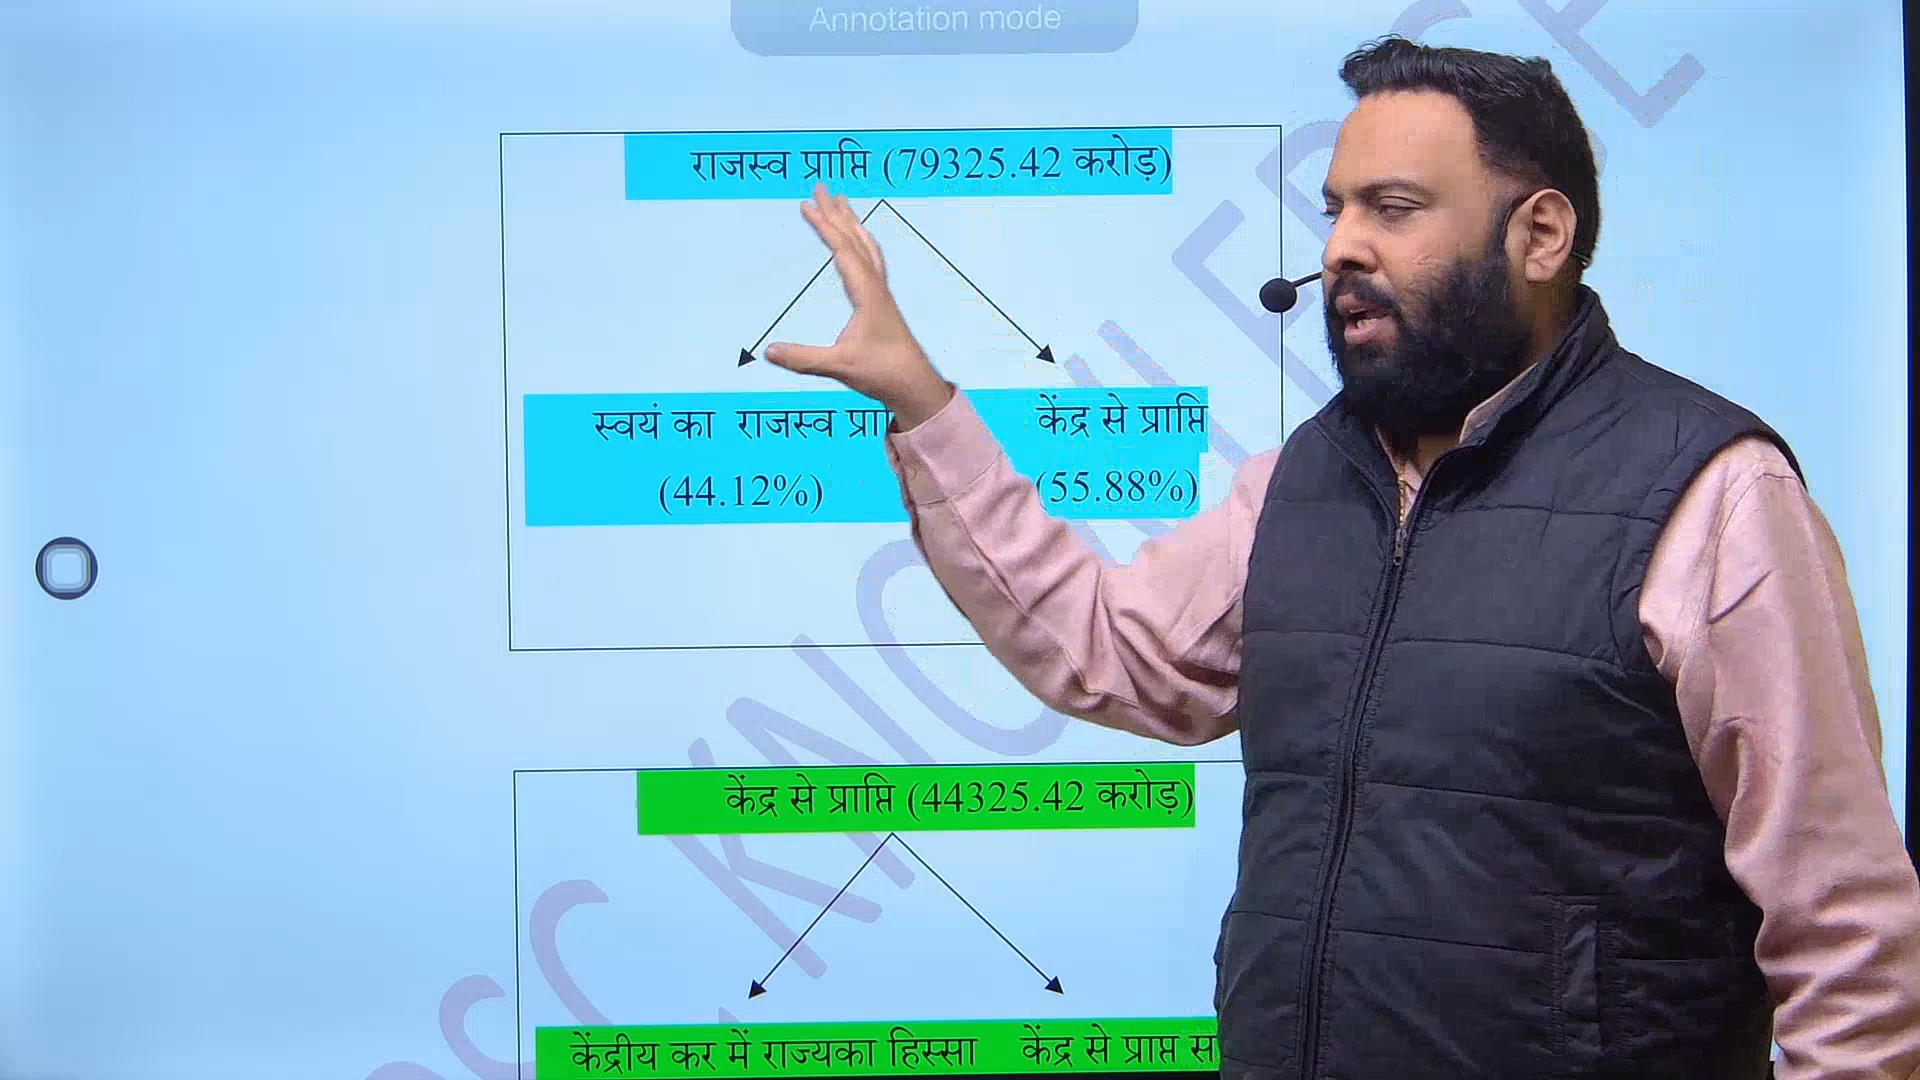 Annotation mode
राजस्व प्राप्ति (79325.42 करोड़)
स्वयं का राजस्व
केंद्र से प्राप्ति
(44.12%)
(55.88%)
केंद्र से प्राप्ति (44325.42 करोड़)
केंद्रीय कर में राज्यका हिस्सा
केंद्र से प्राप्त